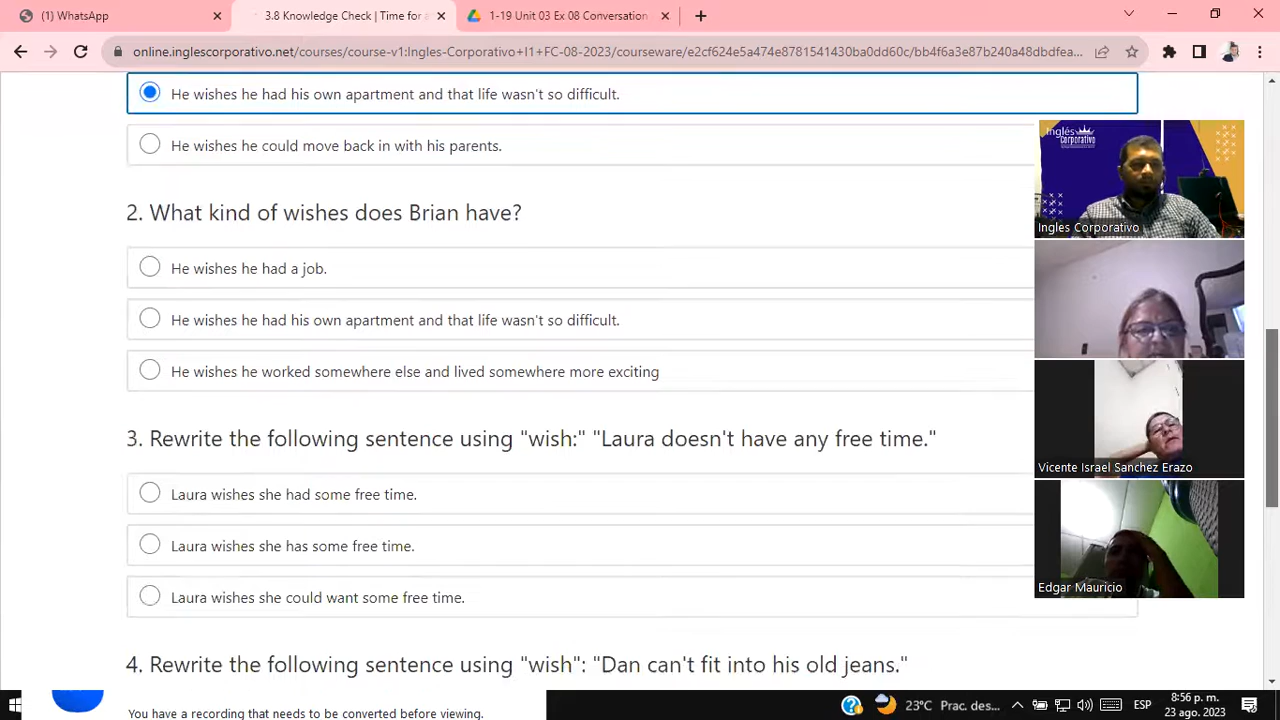 (1) WhatsApp
3.8 Knowledge Check | Time for a
1-19 Unit 03 Ex 08 Conversation
online.inglescorporativo.net/courses/course-v1:Ingles-Corporativo+I1+FC-08-2023/courseware/e2cf624e5a474e8781541430ba0dd60c/bb4f6a3e87b240a48dbdfea...
He wishes he had his own apartment and that life wasn't so difficult.
He wishes he could move back in with his parents.
2. What kind of wishes does Brian have?
He wishes he had a job.
He wishes he had his own apartment and that life wasn't so difficult.
He wishes he worked somewhere else and lived somewhere more exciting
3. Rewrite the following sentence using "wish:" "Laura doesn't have any free time."
Laura wishes she had some free time.
Laura wishes she has some free time.
Laura wishes she could want some free time.
4. Rewrite the following sentence using "wish": "Dan can't fit into his old jeans."
Inglés
corporativo
Ingles Corporativo
Vicente Israel Sanchez Erazo
Edgar Mauricio
You have a recording that needs to be converted before viewing.
23°C Prac. des...
ESP
8:56 p. m.
23 ago. 2023